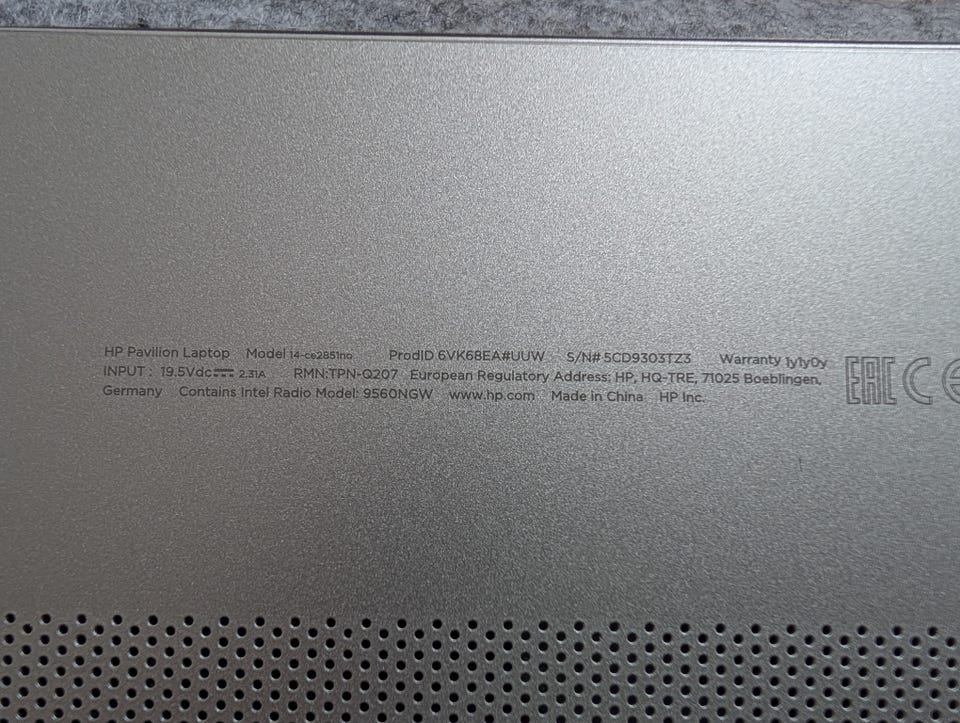 HP Pavilion Laptop Model 14-ce2851no ProdID 6VK68EA#UUW S/N# 5CD9303TZ3 Warranty 1y1y0y
INPUT : 19.5Vdc⎓ 2.31A RMN:TPN-Q207 European Regulatory Address: HP, HQ-TRE, 71025 Boeblingen,
Germany Contains Intel Radio Model: 9560NGW www.hp.com Made in China HP Inc.
EAC CE